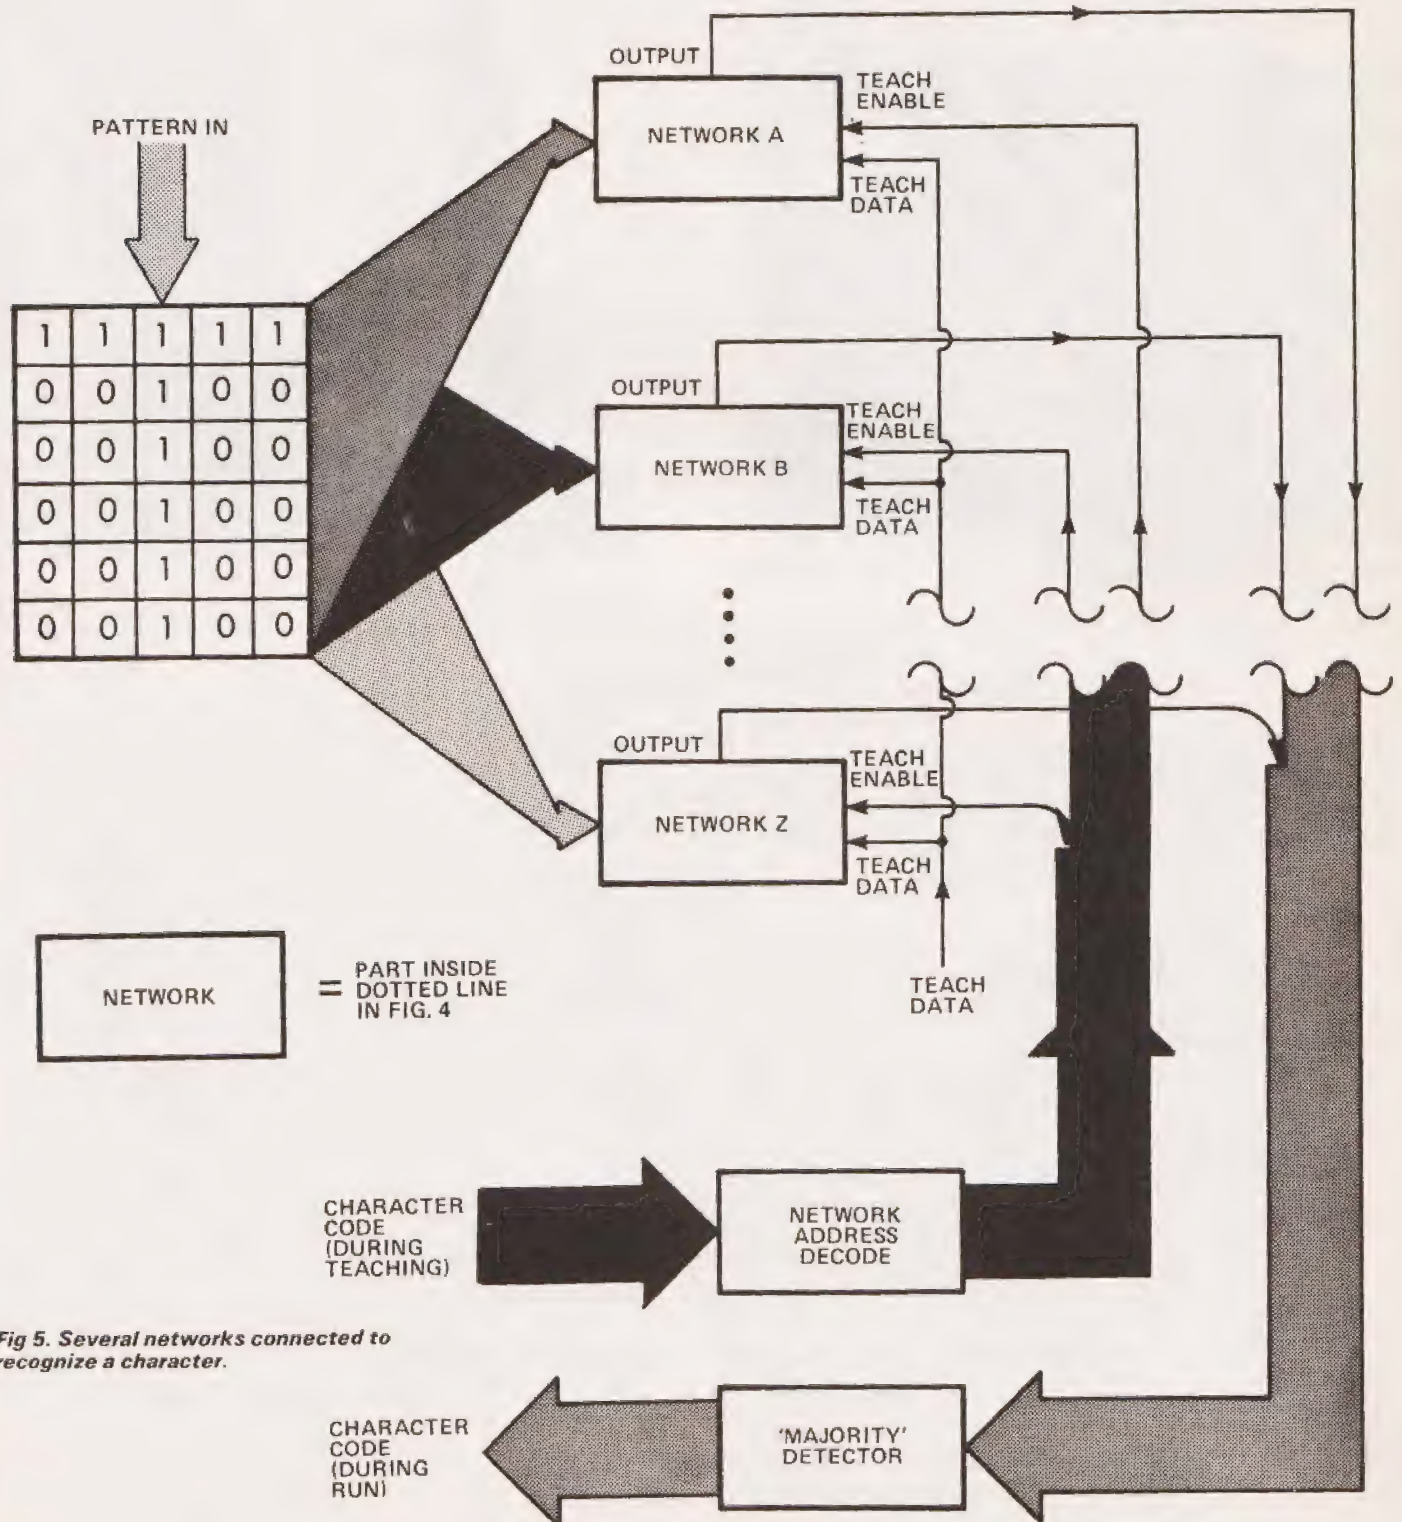 OUTPUT
TEACH
ENABLE
PATTERN IN
NETWORK A
TEACH
DATA
1 1 1 1 1
0 0 1 0 0
0 0 1 0 0
0 0 1 0 0
0 0 1 0 0
0 0 1 0 0
OUTPUT
TEACH
ENABLE
NETWORK B
TEACH
DATA
OUTPUT
TEACH
ENABLE
NETWORK Z
TEACH
DATA
NETWORK
= PART INSIDE
DOTTED LINE
IN FIG. 4
TEACH
DATA
CHARACTER
CODE
(DURING
TEACHING)
NETWORK
ADDRESS
DECODE
Fig 5. Several networks connected to
recognize a character.
CHARACTER
CODE
(DURING
RUN)
'MAJORITY'
DETECTOR